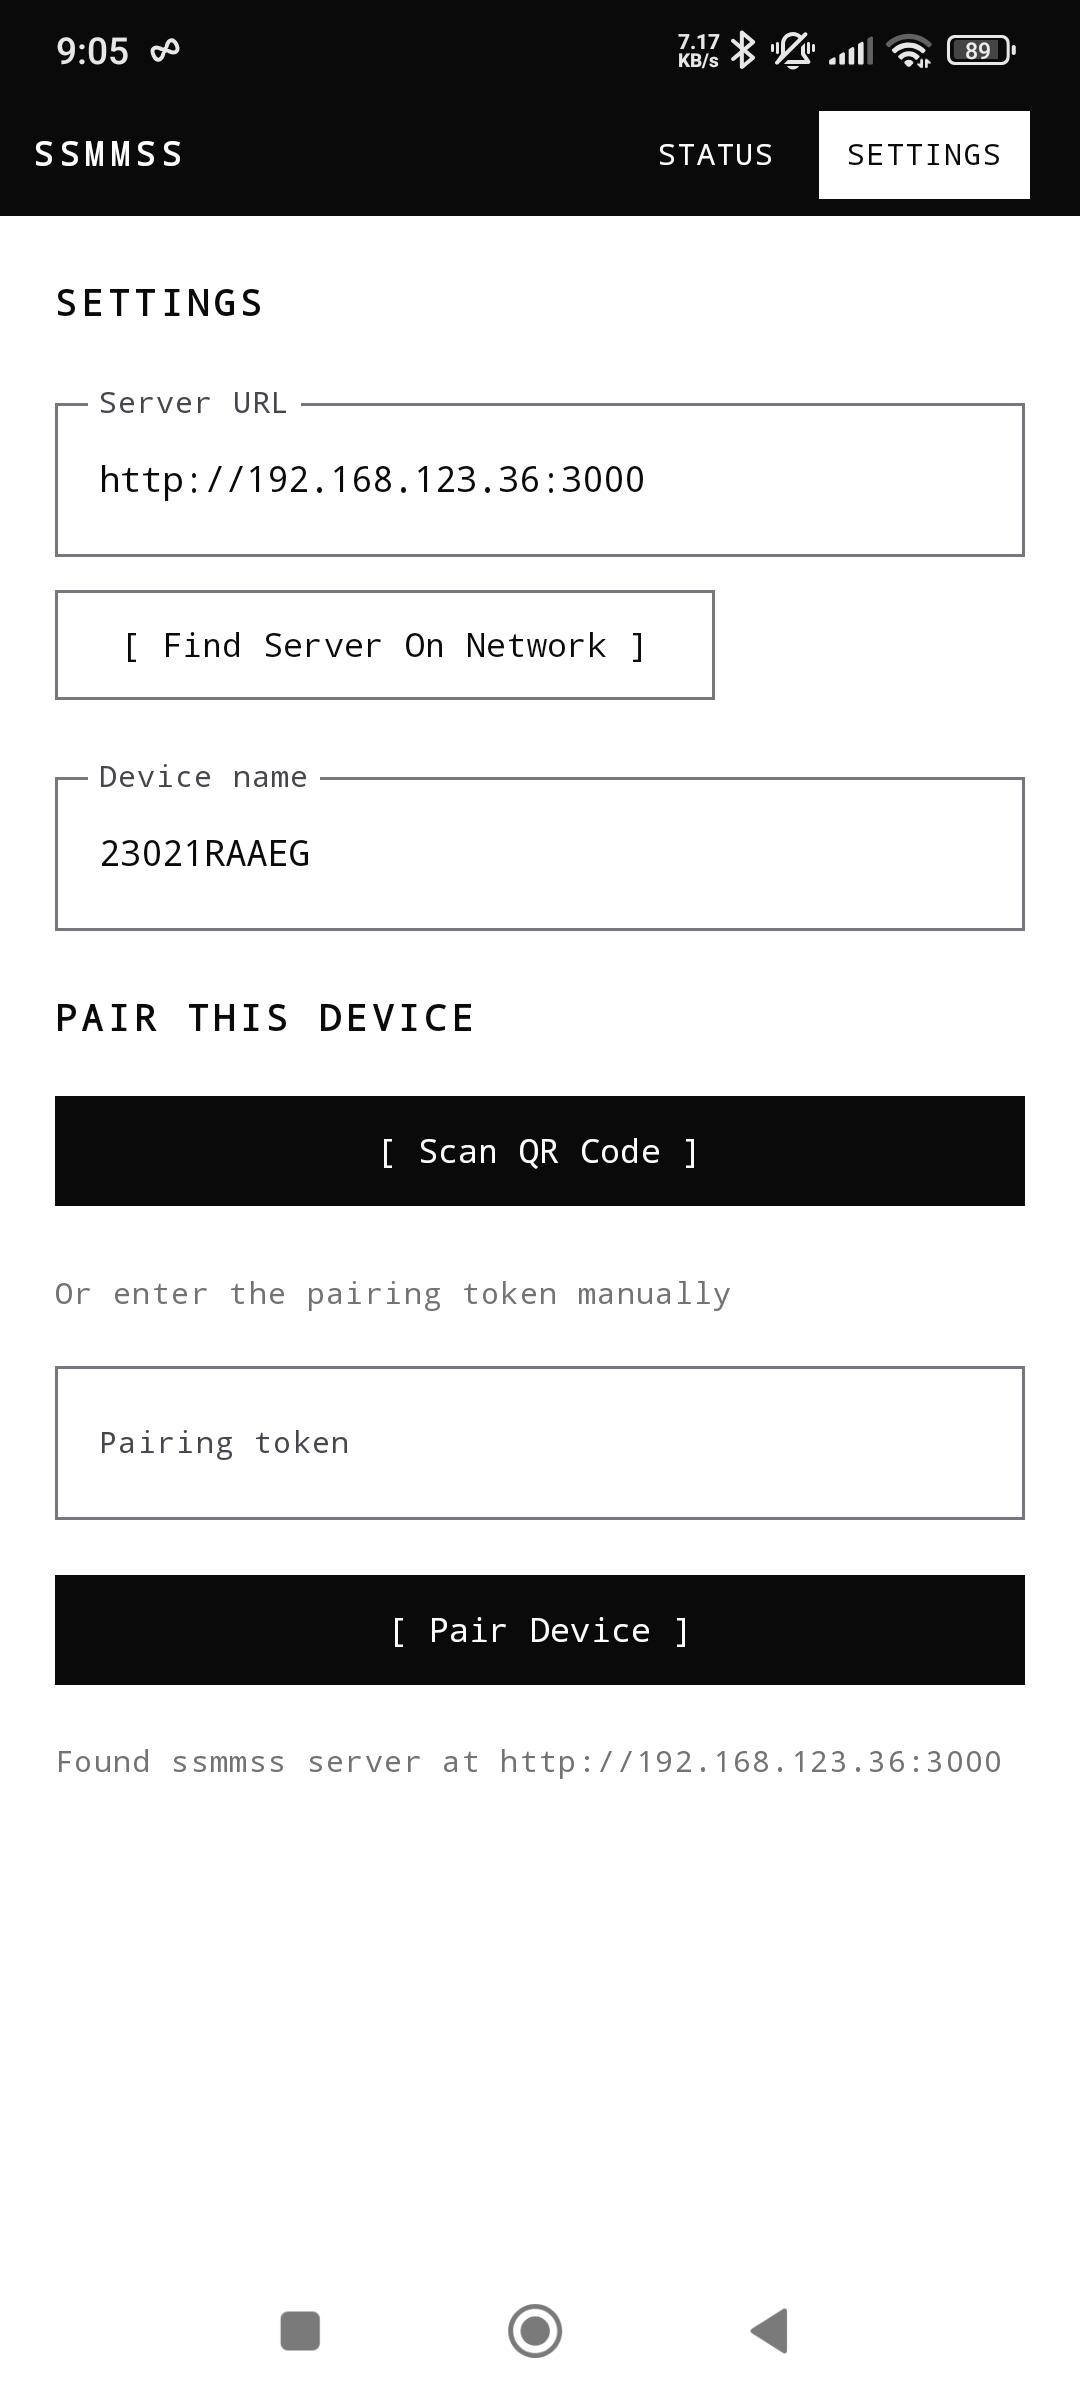 9:05
7.17 KB/s
89
SSMMSS
STATUS
SETTINGS
SETTINGS
Server URL
http://192.168.123.36:3000
[ Find Server On Network ]
Device name
23021RAAEG
PAIR THIS DEVICE
[ Scan QR Code ]
Or enter the pairing token manually
Pairing token
[ Pair Device ]
Found ssmmss server at http://192.168.123.36:3000